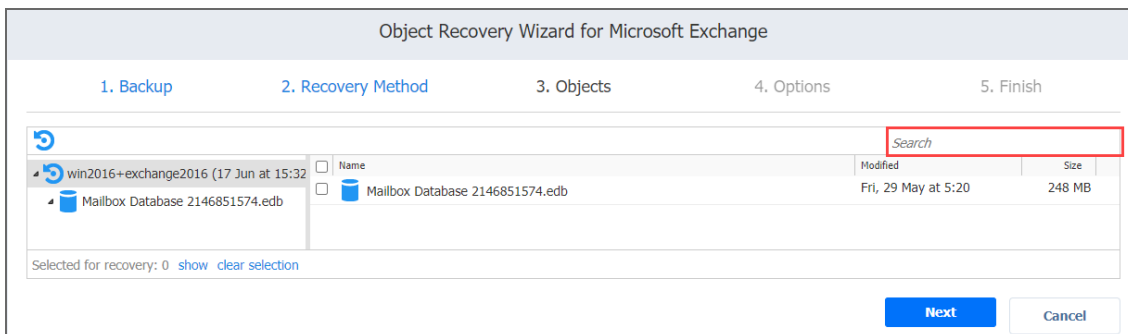 Object Recovery Wizard for Microsoft Exchange
1. Backup 2. Recovery Method 3. Objects 4. Options 5. Finish
Search
win2016+exchange2016 (17 Jun at 15:32
Mailbox Database 2146851574.edb
Name Modified Size
Mailbox Database 2146851574.edb Fri, 29 May at 5:20 248 MB
Selected for recovery: 0 show clear selection
Next Cancel